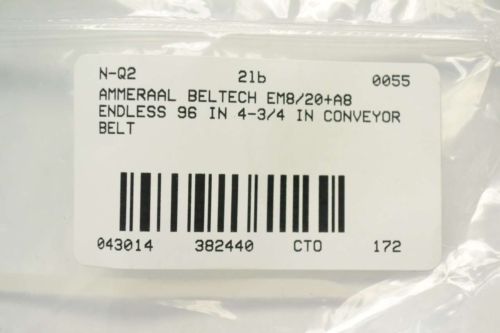 N-Q2 21b 0055
AMMERAAL BELTECH EM8/20+A8
ENDLESS 96 IN 4-3/4 IN CONVEYOR
BELT
043014 382440 CTO 172